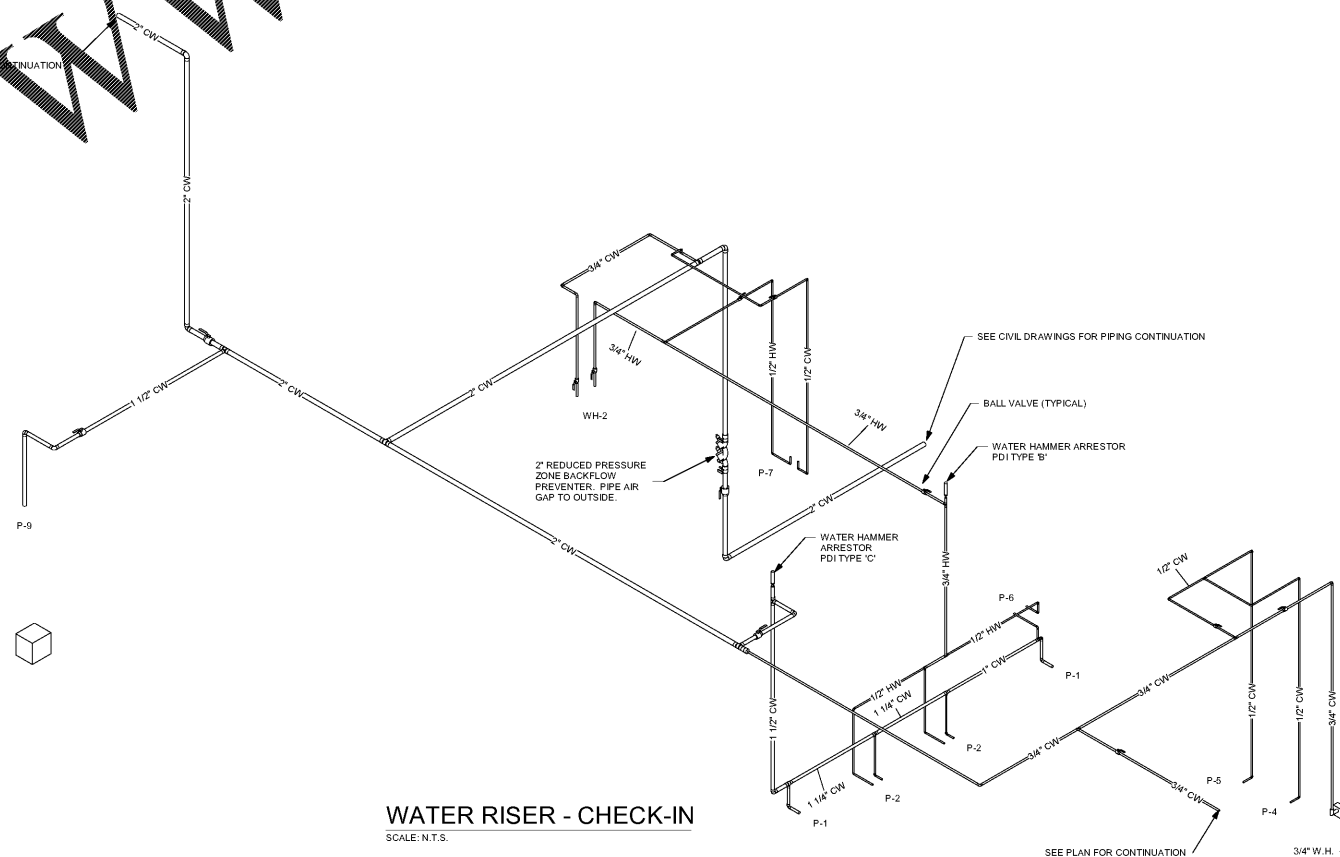 2" CW
2" CW
3/4" CW
3/4" HW
1/2" HW
1/2" CW
SEE CIVIL DRAWINGS FOR PIPING CONTINUATION
2" CW
1 1/2" CW
2" CW
WH-2
3/4" HW
BALL VALVE (TYPICAL)
WATER HAMMER ARRESTOR
PDI TYPE 'B'
2" REDUCED PRESSURE
ZONE BACKFLOW
PREVENTER. PIPE AIR
GAP TO OUTSIDE.
P-7
2" CW
P-9
2" CW
WATER HAMMER
ARRESTOR
PDI TYPE 'C'
3/4" HW
1/2" CW
P-6
1/2" HW
1" CW
P-1
1/2" HW
1 1/4" CW
1 1/2" CW
P-2
3/4" CW
3/4" CW
1/2" CW
1/2" CW
3/4" CW
1 1/4" CW
P-2
P-1
3/4" CW
P-5
P-4
WATER RISER - CHECK-IN
SCALE: N.T.S.
SEE PLAN FOR CONTINUATION
3/4" W.H.